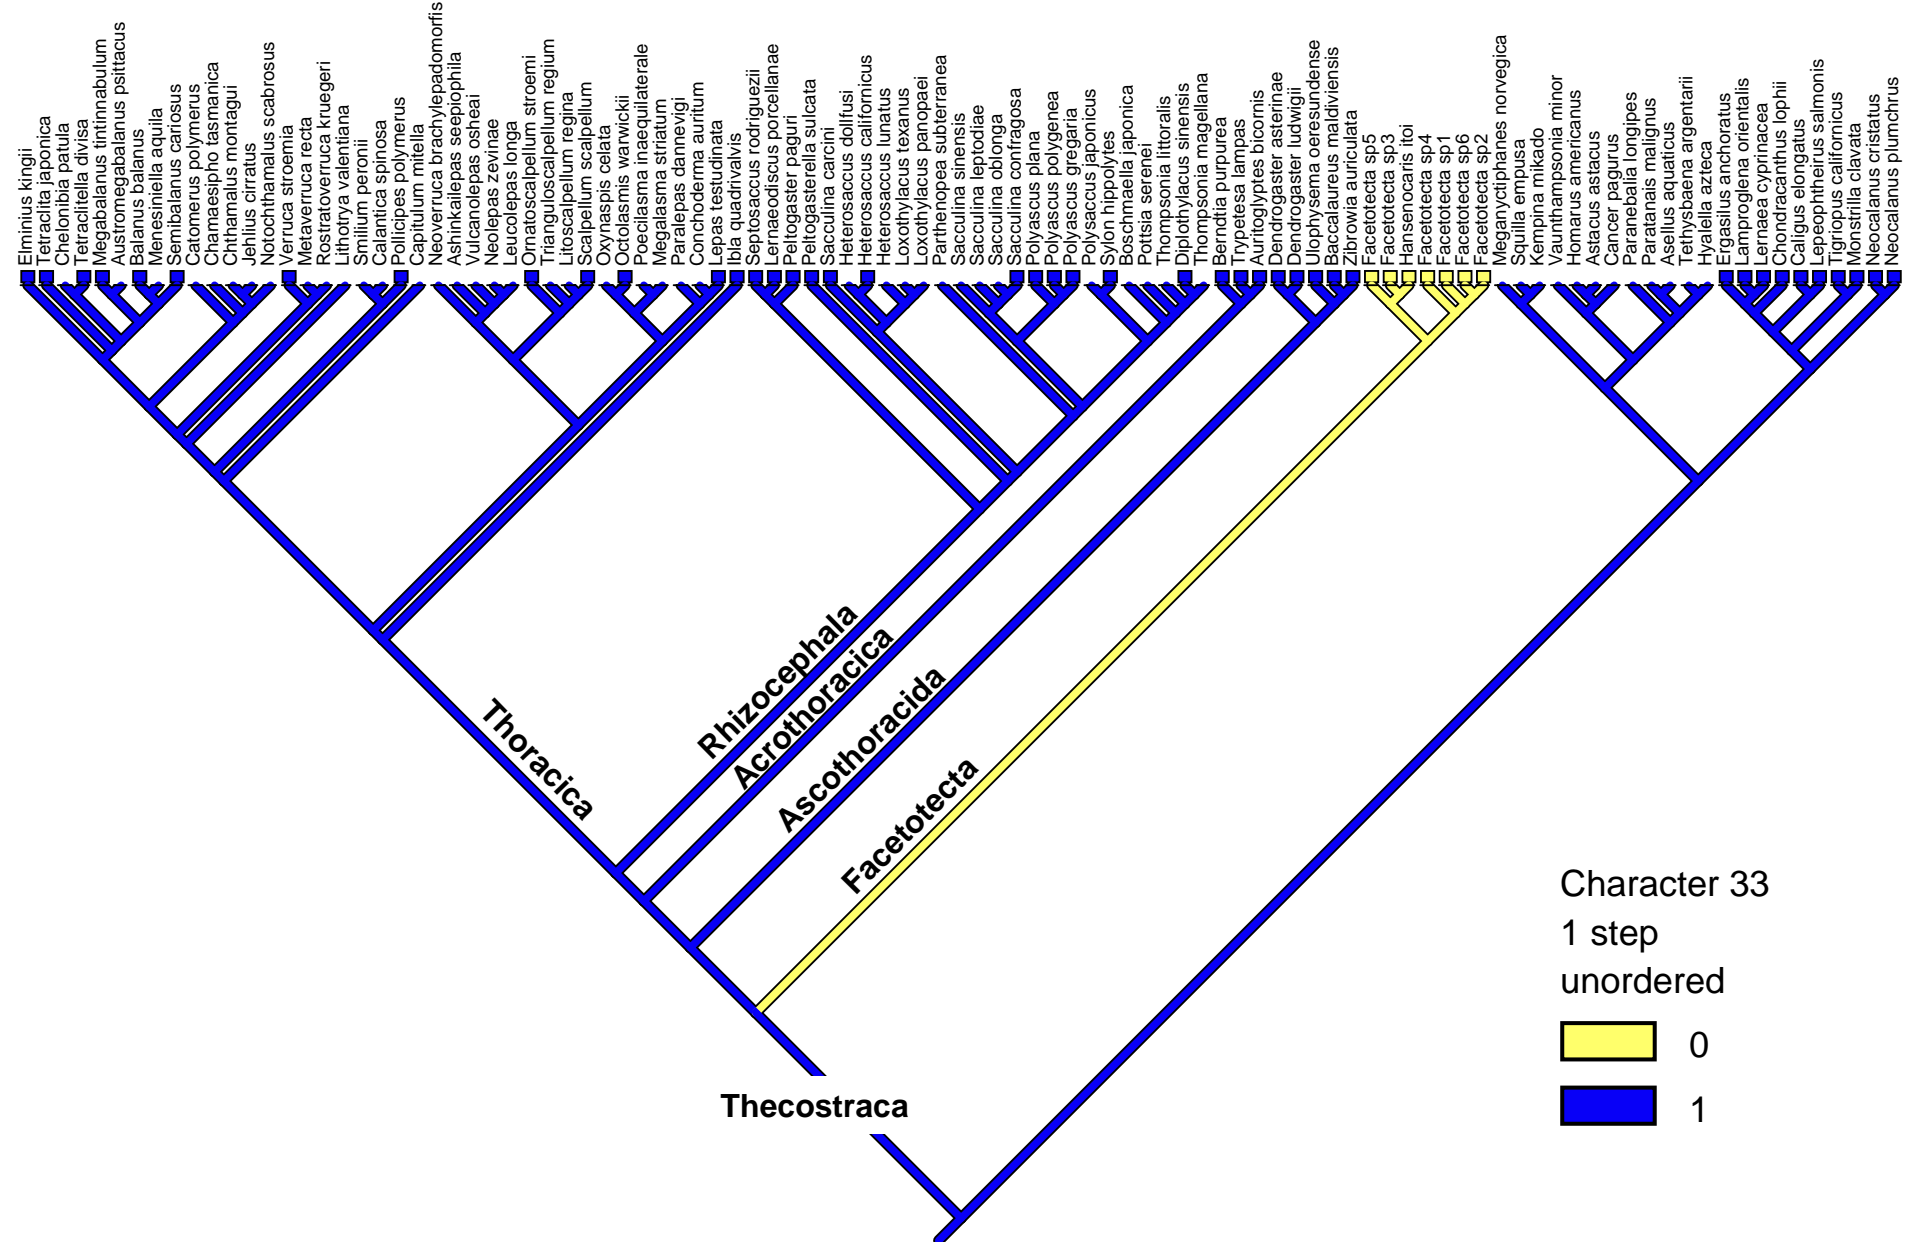 Elminius kingii
Tetraclita japonica
Chelonibia patula
Tetraclitella divisa
Megabalanus tintinnabulum
Austromegabalanus psittacus
Balanus balanus
Menesiniella aquila
Semibalanus cariosus
Catomerus polymerus
Chamaesipho tasmanica
Chthamalus montagui
Jehlius cirratus
Notochthamalus scabrosus
Verruca stroemia
Metaverruca recta
Rostratoverruca kruegeri
Lithotrya valentiana
Smilium peronii
Calantica spinosa
Pollicipes polymerus
Capitulum mitella
Neoverruca brachylepadomorfis
Ashinkailepas seepiophila
Vulcanolepas osheai
Neolepas zevinae
Leucolepas longa
Ornatoscalpellum stroemi
Trianguloscalpellum regium
Litoscalpellum regina
Scalpellum scalpellum
Oxynaspis celata
Octolasmis warwickii
Poecilasma inaequilaterale
Megalasma striatum
Paralepas dannevigi
Conchoderma auritum
Lepas testudinata
Ibla quadrivalvis
Septosaccus rodriguezii
Lernaeodiscus porcellanae
Peltogaster paguri
Peltogasterella sulcata
Sacculina carcini
Heterosaccus dollfusi
Heterosaccus californicus
Heterosaccus lunatus
Loxothylacus texanus
Loxothylacus panopaei
Parthenopea subterranea
Sacculina sinensis
Sacculina leptodiae
Sacculina oblonga
Sacculina confragosa
Polyascus plana
Polyascus polygenea
Polyascus gregaria
Polysaccus japonicus
Sylon hippolytes
Boschmaellia japonica
Pottsia serenei
Thompsonia littoralis
Diplothylacus sinensis
Thompsonia magellana
Berndtia purpurea
Trypetesa lampas
Auritoglyptes bicornis
Dendrogaster asterinae
Dendrogaster ludwigii
Ulophysema oeresundense
Baccalaureus maldiviensis
Zibrowia auriculata
Facetotecta sp5
Facetotecta sp3
Hansenocaris itoi
Facetotecta sp4
Facetotecta sp1
Facetotecta sp6
Facetotecta sp2
Meganyctiphanes norvegica
Squilla empusa
Kempina mikado
Vaunthampsonia minor
Homarus americanus
Astacus astacus
Cancer pagurus
Paranebalia longipes
Paratanais malignus
Asellus aquaticus
Tethysbaena argentarii
Hyalella azteca
Ergasilus anchoratus
Lamproglena orientalis
Lernaea cyprinacea
Chondracanthus lophii
Caligus elongatus
Lepeophtheirus salmonis
Tigriopus californicus
Monstrilla clavata
Neocalanus cristatus
Neocalanus plumchrus
Thoracica
Rhizocephala
Acrothoracica
Ascothoracida
Facetotecta
Thecostraca
Character 33
1 step
unordered
0
1